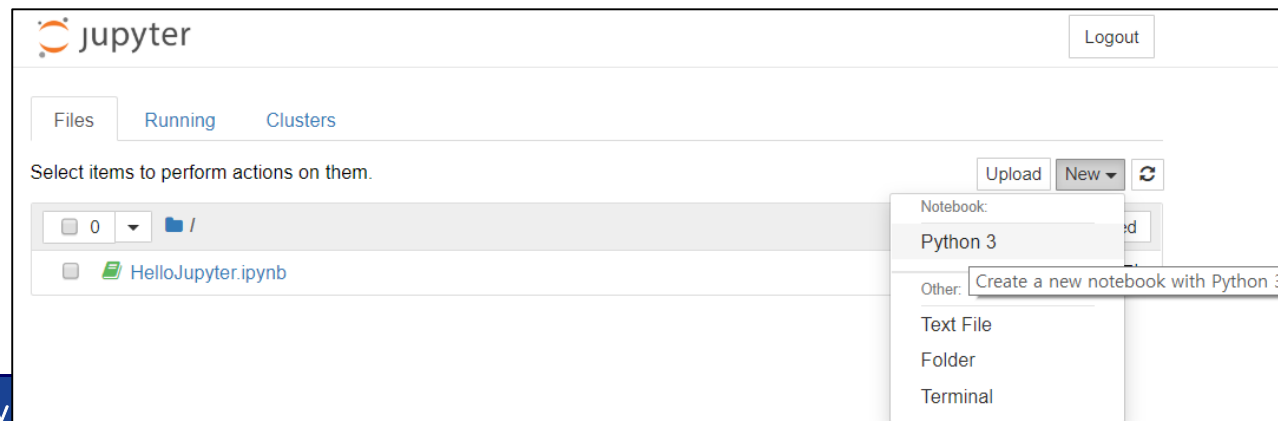 jupyter
Logout
Files Running Clusters
Select items to perform actions on them.
Upload New
0 /
Notebook:
Python 3
HelloJupyter.ipynb
Create a new notebook with Python 3
Other:
Text File
Folder
Terminal